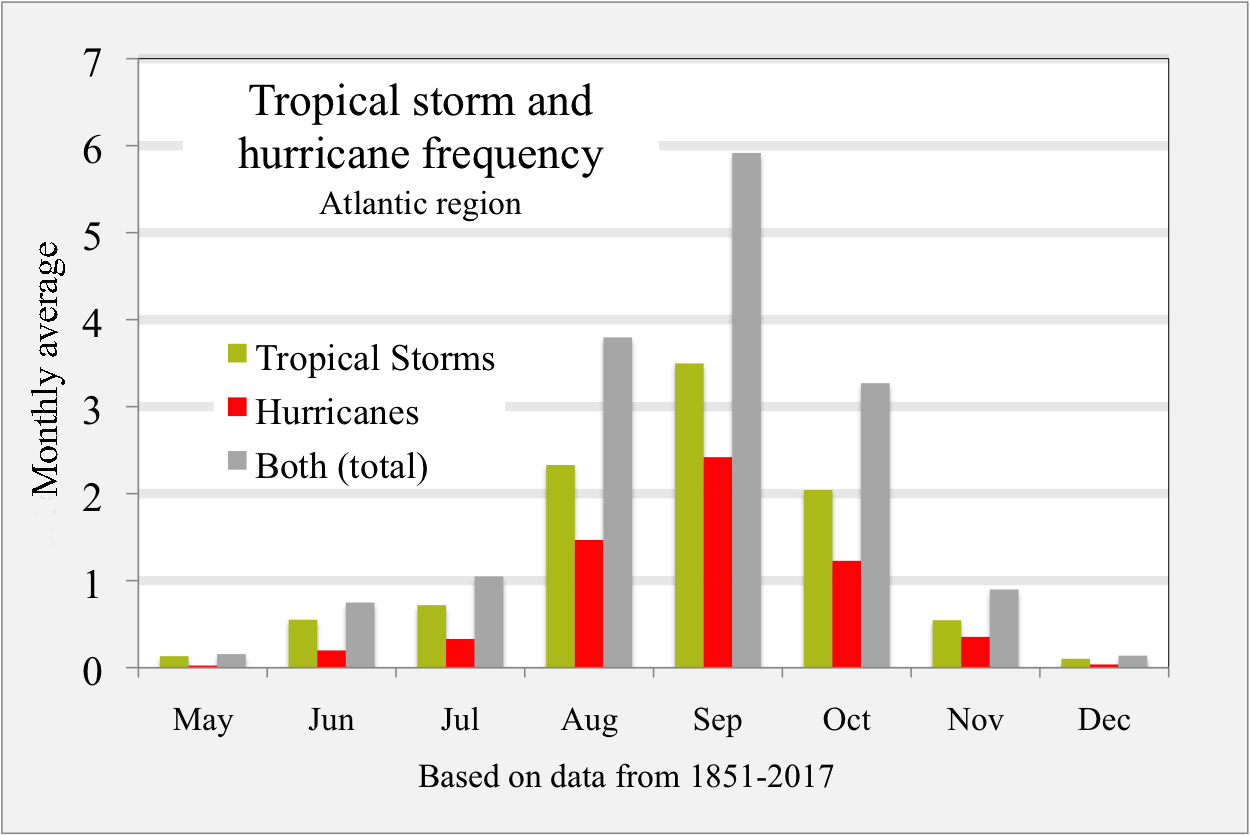 Tropical storm and
hurricane frequency
Atlantic region
Monthly average
7
6
5
4
3
2
1
0
Tropical Storms
Hurricanes
Both (total)
May Jun Jul Aug Sep Oct Nov Dec
Based on data from 1851-2017